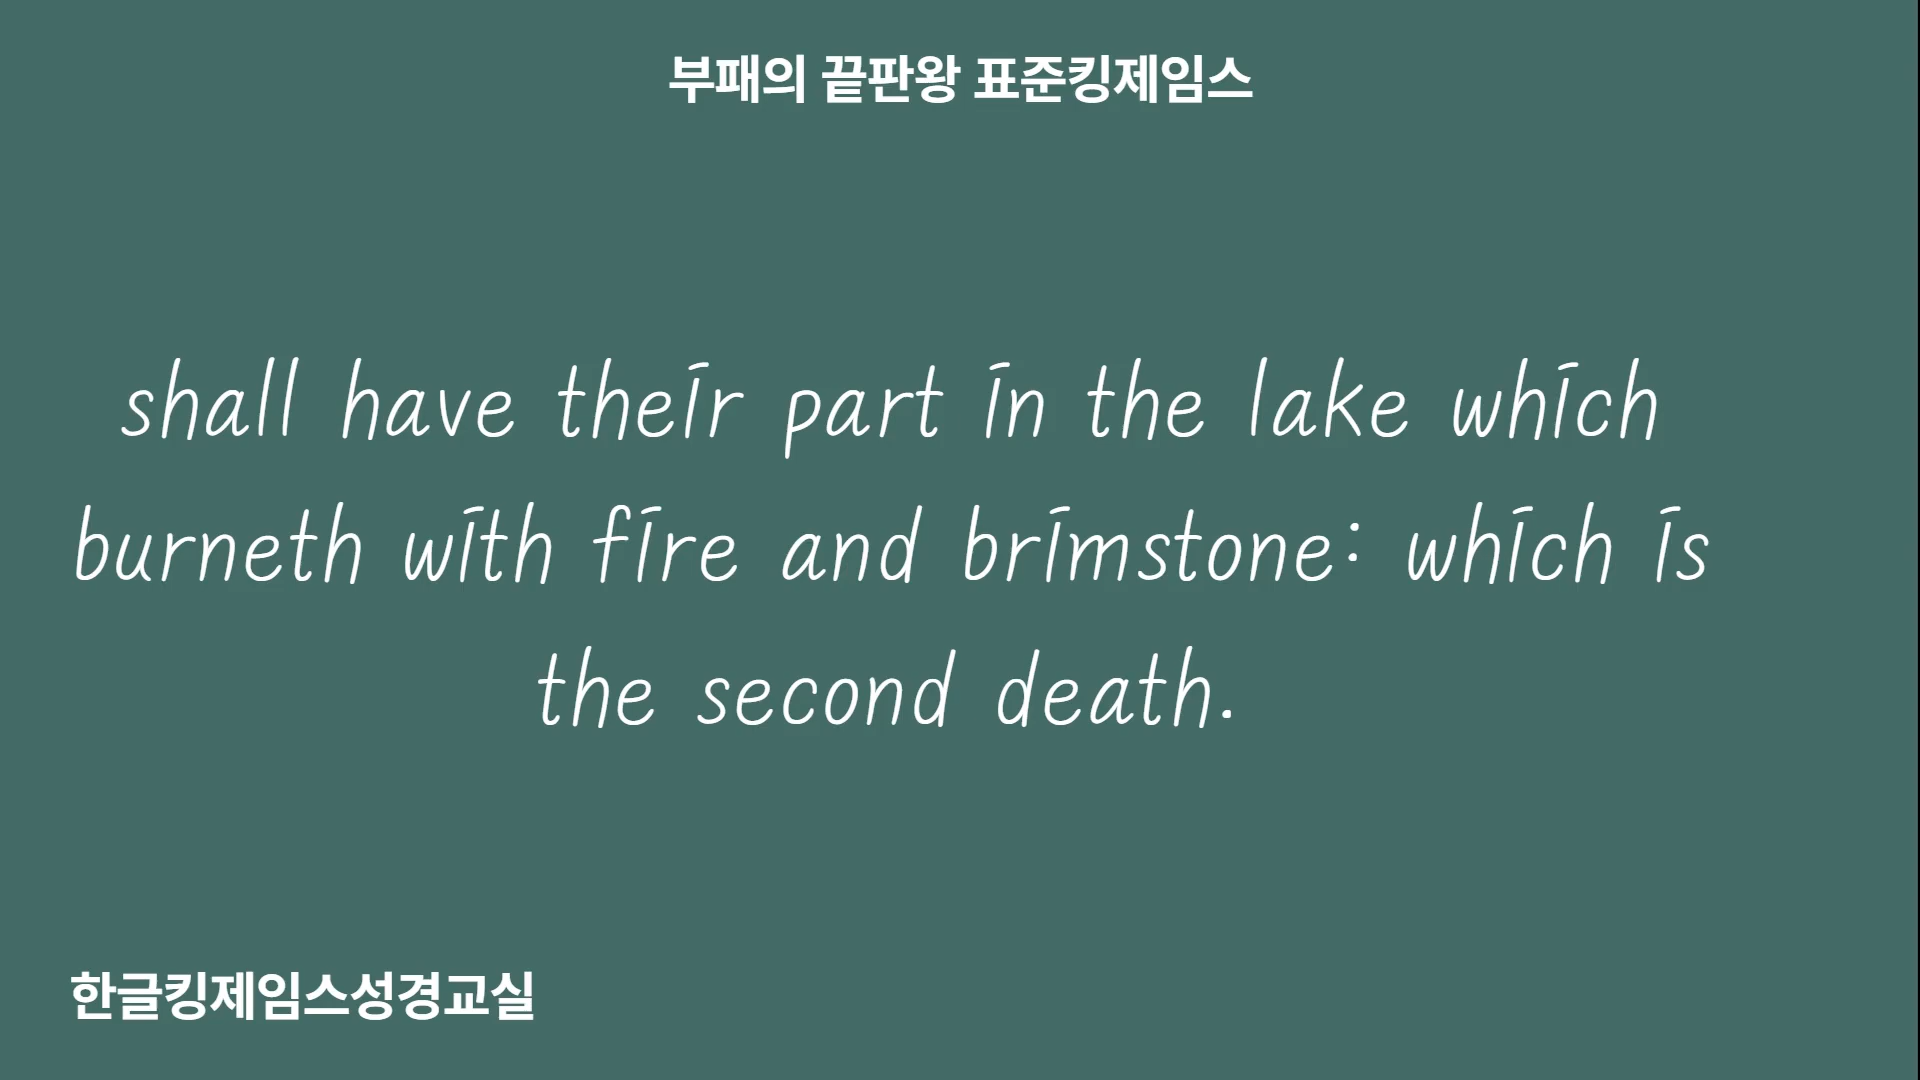 부패의 끝판왕 표준킹제임스
shall have their part in the lake which
burneth with fire and brimstone: which is
the second death.
한글킹제임스성경교실